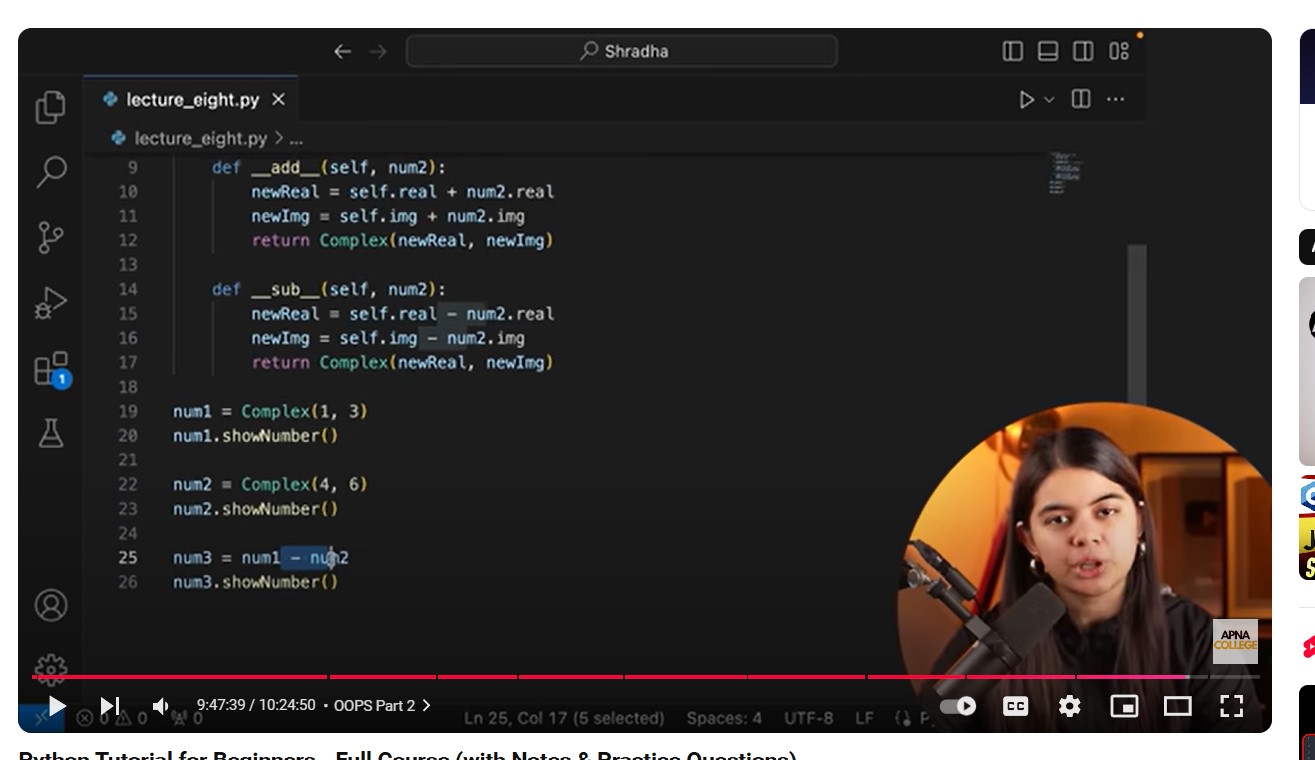 Shradha
lecture_eight.py
lecture_eight.py > ...
9 def __add__(self, num2):
10 newReal = self.real + num2.real
11 newImg = self.img + num2.img
12 return Complex(newReal, newImg)
13
14 def __sub__(self, num2):
15 newReal = self.real - num2.real
16 newImg = self.img - num2.img
17 return Complex(newReal, newImg)
18
19 num1 = Complex(1, 3)
20 num1.showNumber()
21
22 num2 = Complex(4, 6)
23 num2.showNumber()
24
25 num3 = num1 - num2
26 num3.showNumber()
1
APNA
COLLEGE
9:47:39 / 10:24:50 • OOPS Part 2 >
CC
0 0 0 Ln 25, Col 17 (5 selected) Spaces: 4 UTF-8 LF
Python Tutorial for Beginners - Full Course (with Notes & Practice Questions)